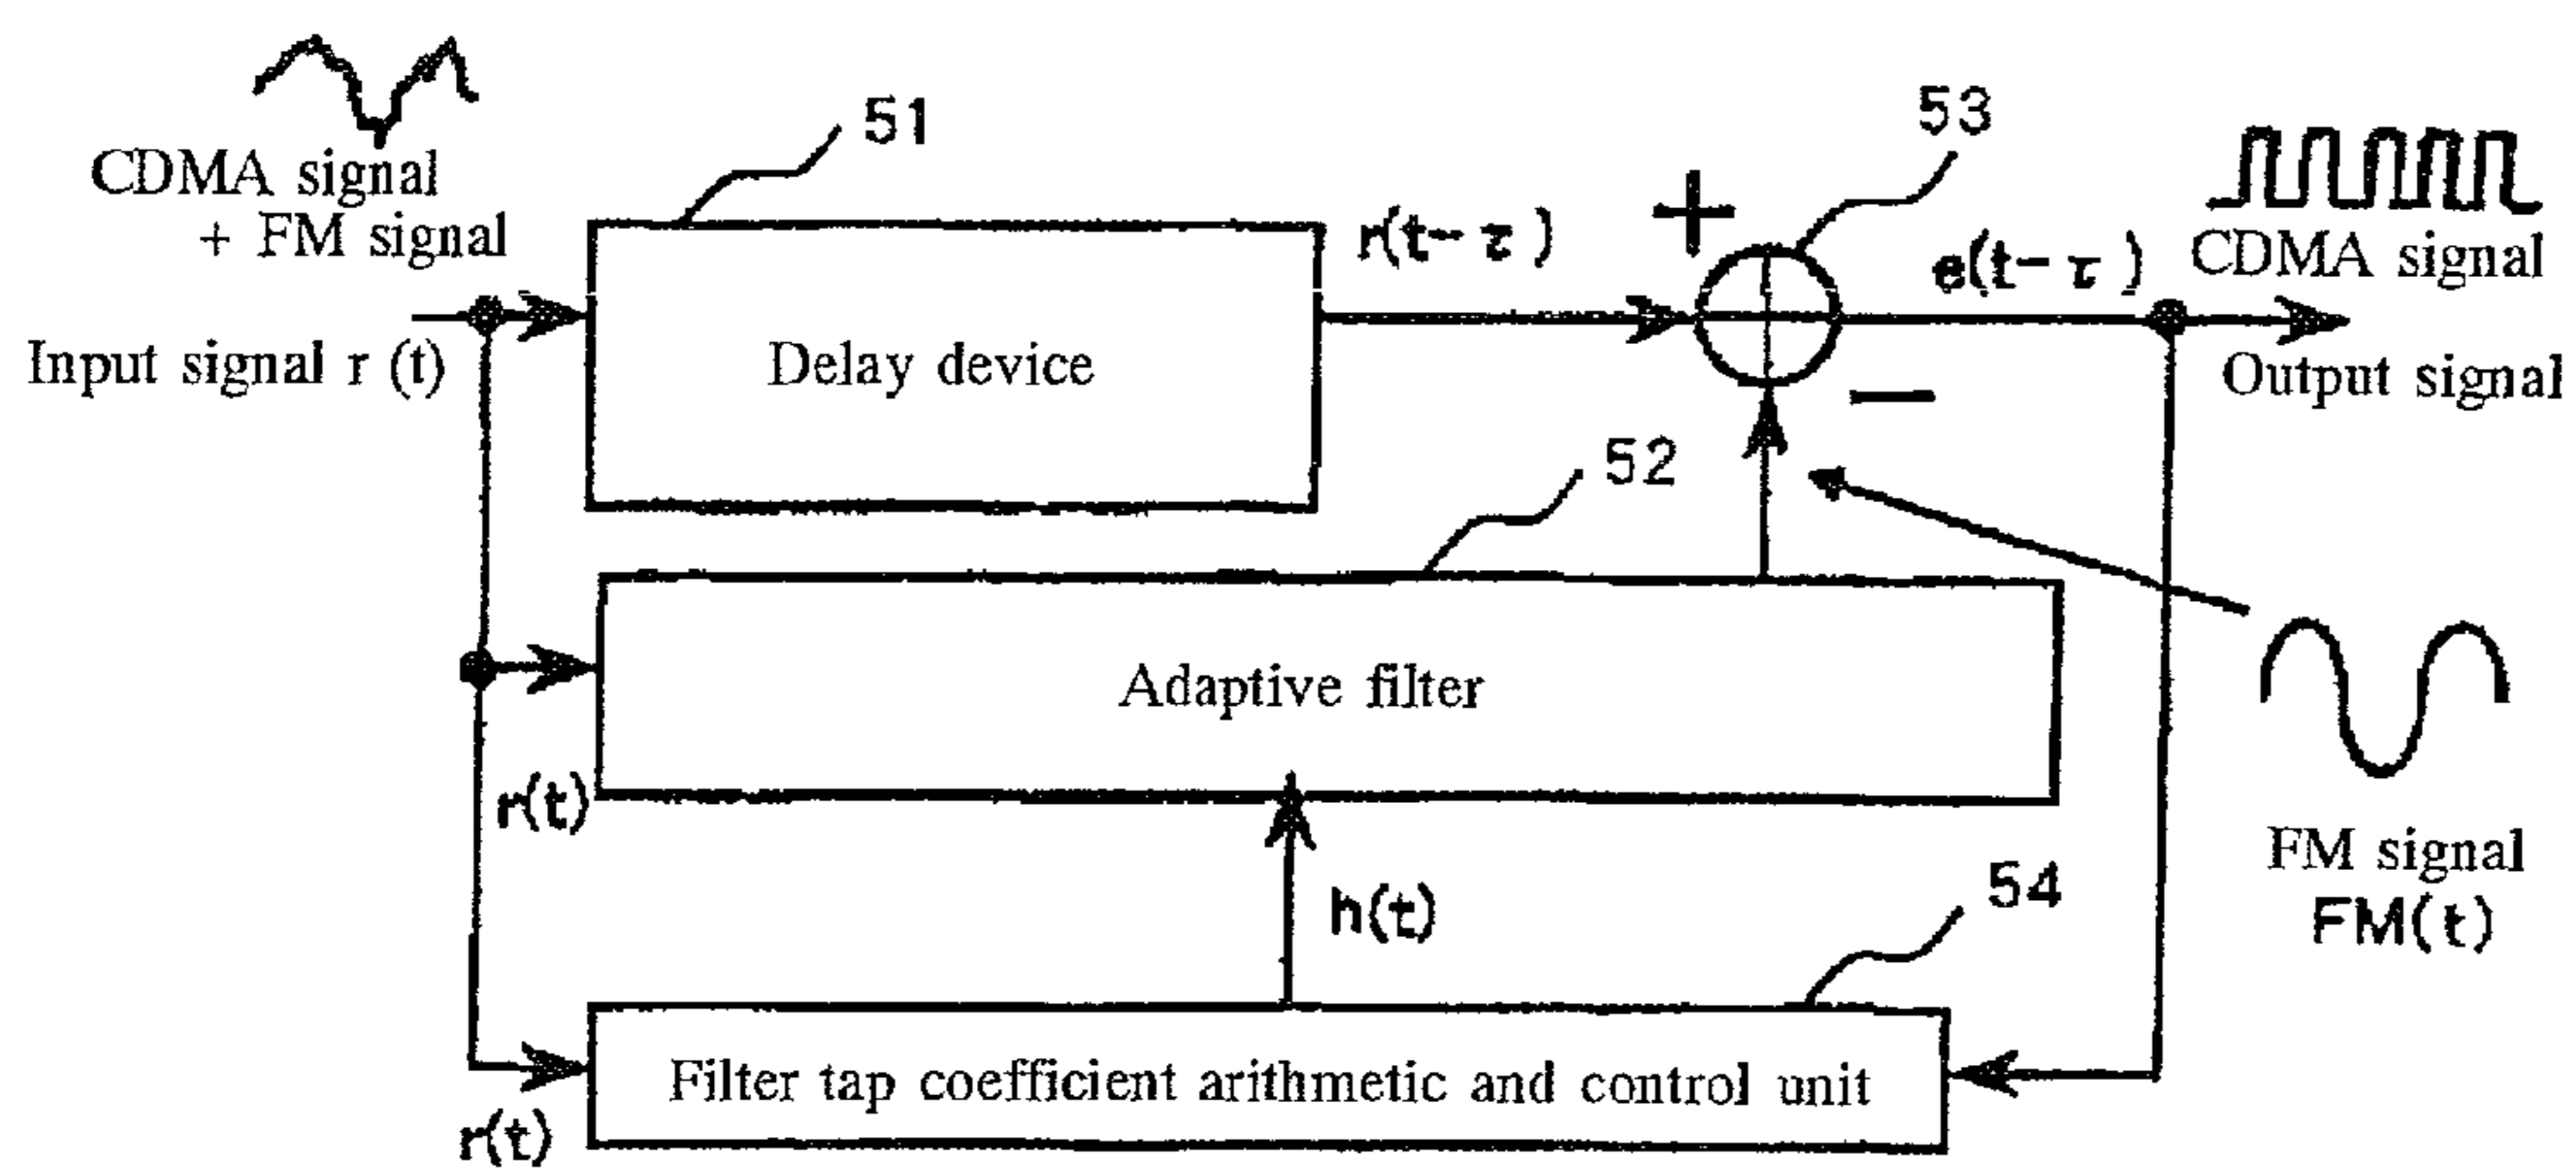 CDMA signal
+ FM signal
Input signal r (t)
51
Delay device
r(t-τ)
+
53
e(t-τ)
CDMA signal
Output signal
−
52
Adaptive filter
r(t)
FM signal
FM(t)
h(t)
54
Filter tap coefficient arithmetic and control unit
r(t)